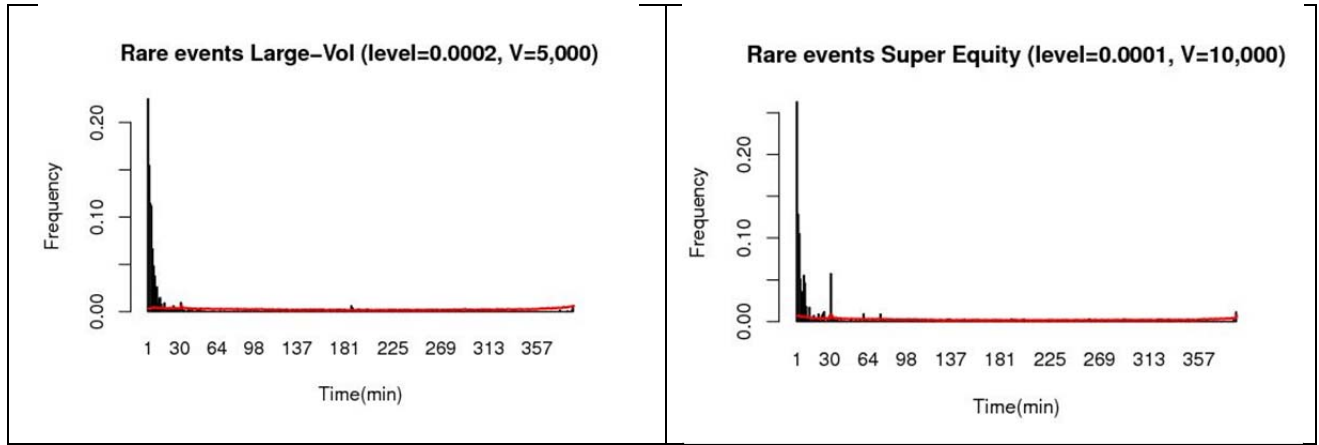 Rare events Large−Vol (level=0.0002, V=5,000)
Frequency
0.20
0.10
0.00
1 30 64 98 137 181 225 269 313 357
Time(min)
Rare events Super Equity (level=0.0001, V=10,000)
Frequency
0.20
0.10
0.00
1 30 64 98 137 181 225 269 313 357
Time(min)